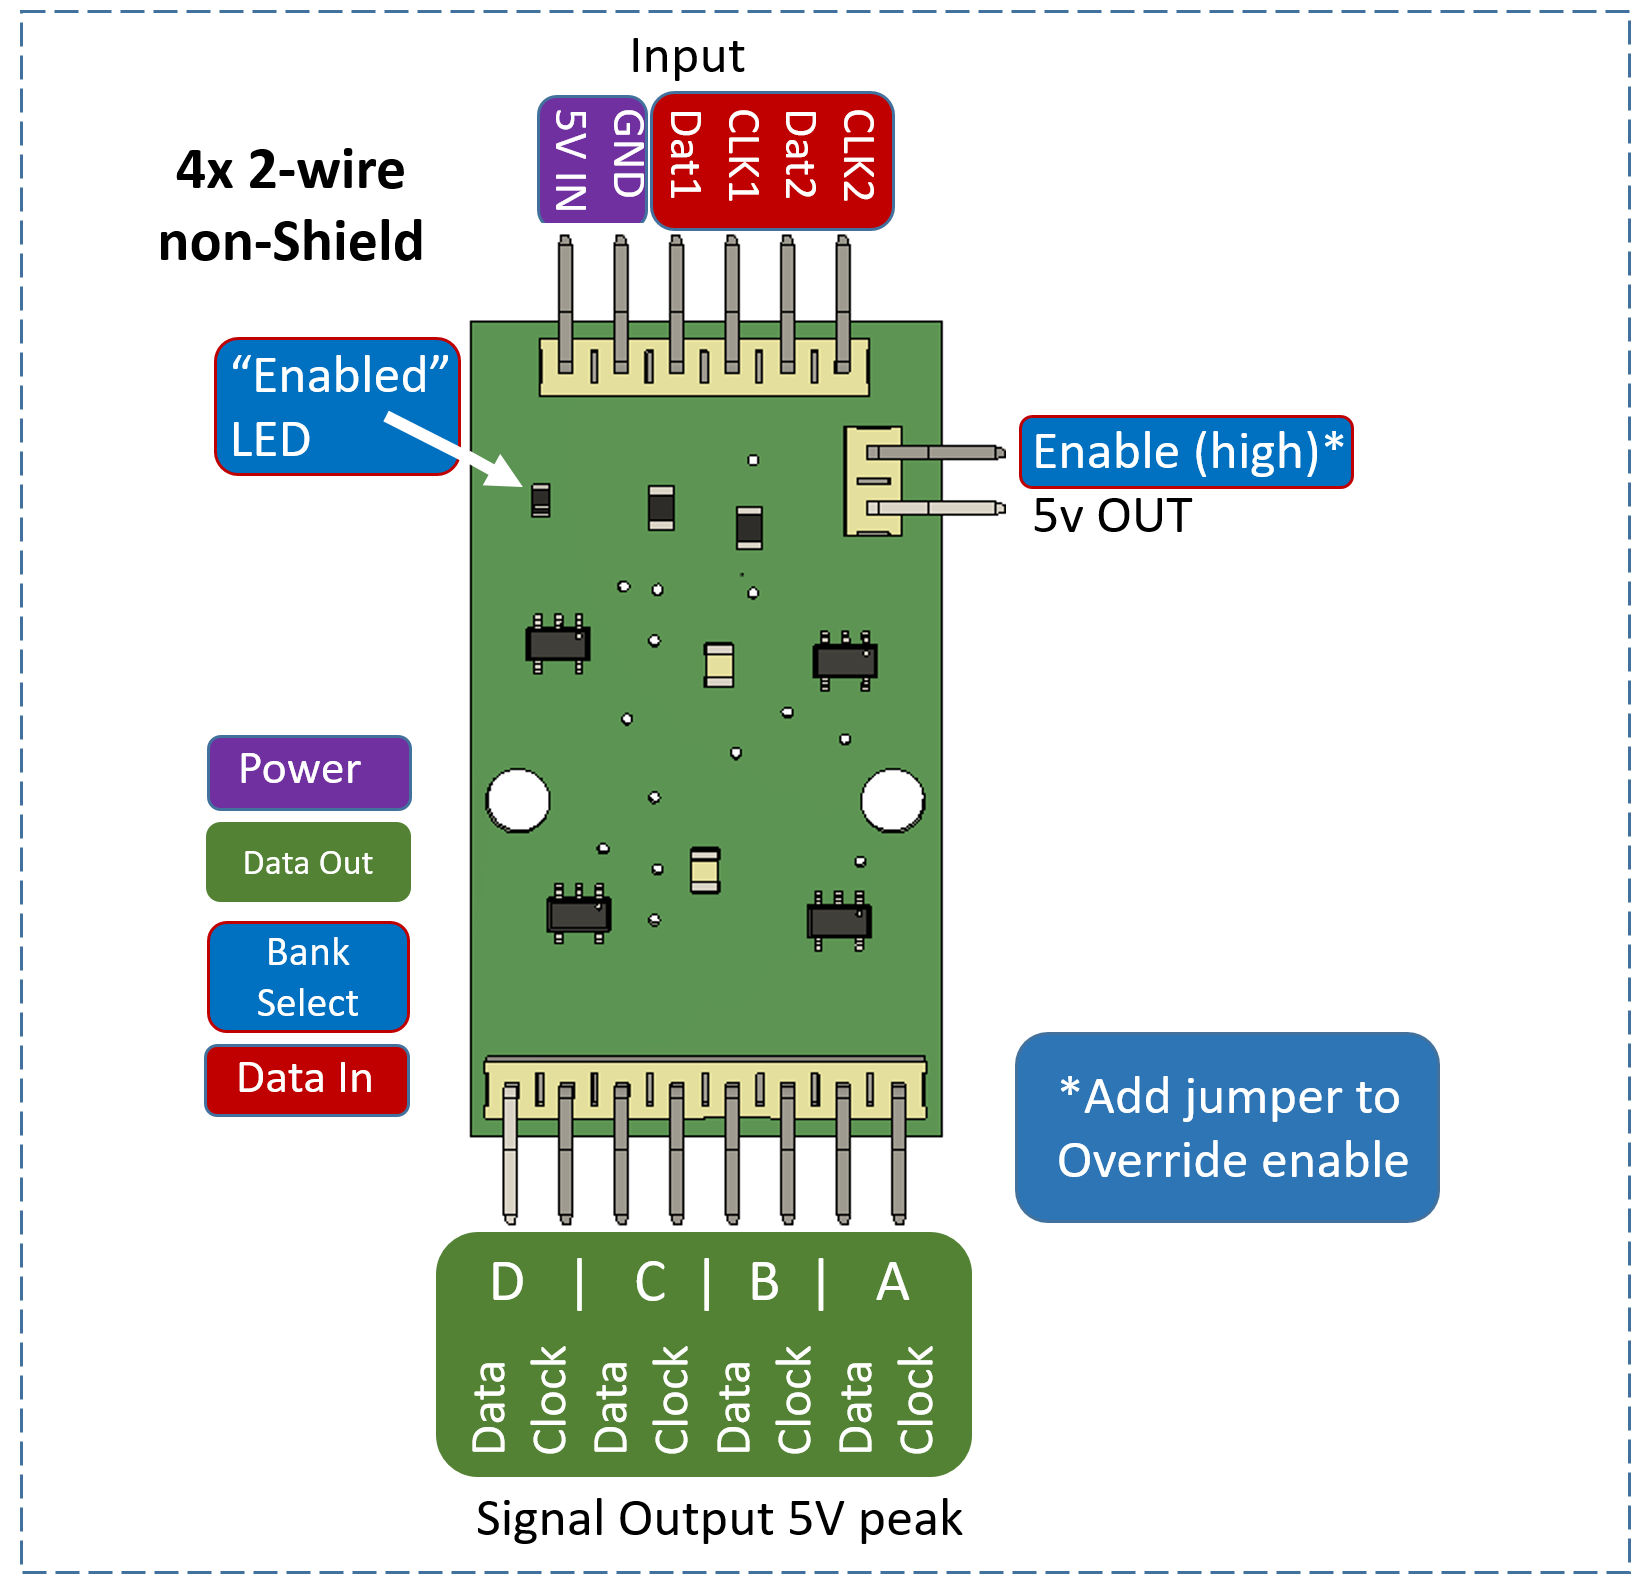 Input
5V IN
GND
Dat1
CLK1
Dat2
CLK2
4x 2-wire
non-Shield
“Enabled”
LED
Enable (high)*
5v OUT
Power
Data Out
Bank
Select
Data In
*Add jumper to
Override enable
D | C | B | A
Data
Clock
Data
Clock
Data
Clock
Data
Clock
Signal Output 5V peak